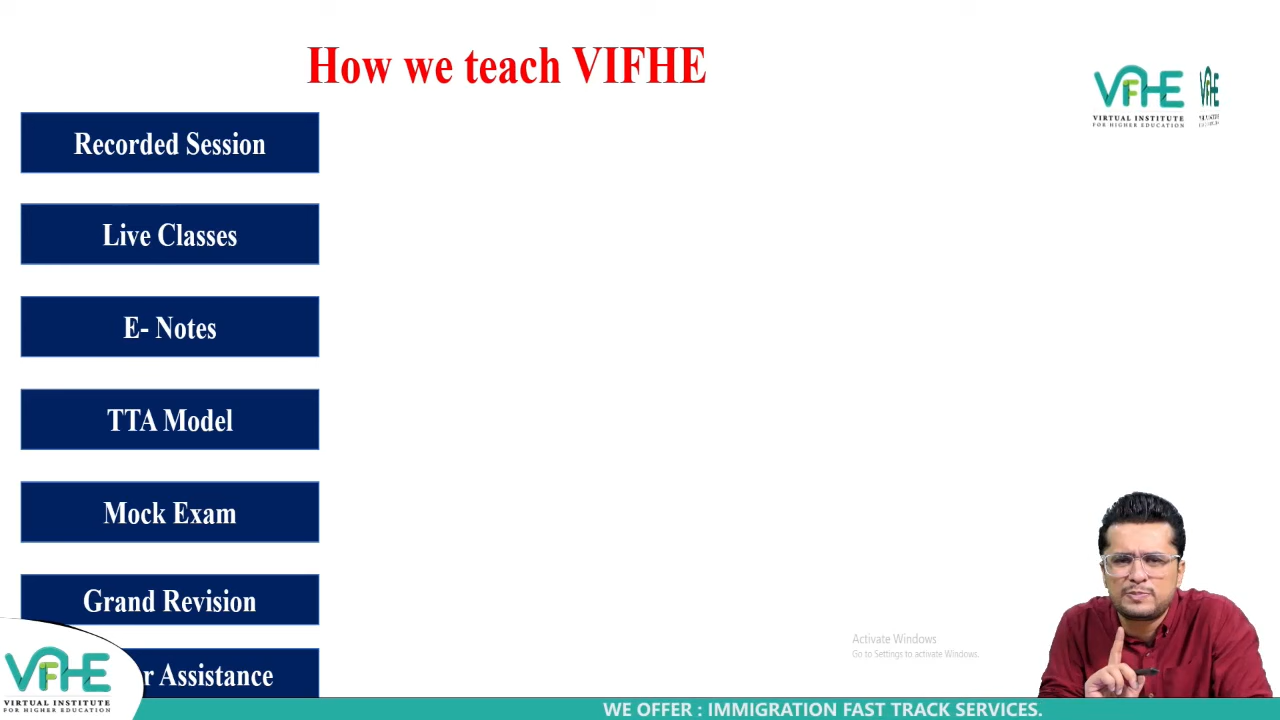 How we teach VIFHE
VFHE
VIRTUAL INSTITUTE
FOR HIGHER EDUCATION
Recorded Session
Live Classes
E- Notes
TTA Model
Mock Exam
Grand Revision
Assistance
Activate Windows
Go to Settings to activate Windows.
VFHE
VIRTUAL INSTITUTE
FOR HIGHER EDUCATION
WE OFFER : IMMIGRATION FAST TRACK SERVICES.